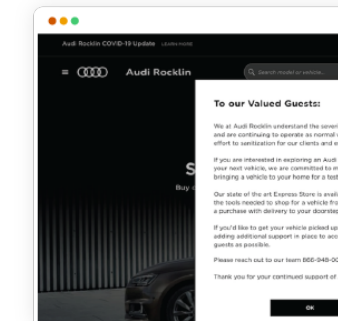 Audi Rocklin COVID-19 Update LEARN MORE
Audi Rocklin
Search model or vehicle...
To our Valued Guests:
We at Audi Rocklin understand the
and are continuing to operate as normal
effort to sanitization for our clients and
If you are interested in exploring an Audi
your next vehicle, we are committed to
bringing a vehicle to your home for a test
S
Buy
Our state of the art Express Store is
the tools needed to shop for a vehicle
a purchase with delivery to your
If you'd like to get your vehicle picked up
adding additional support in place to
guests as possible.
Please reach out to our team 866-948-
Thank you for your continued support of
OK